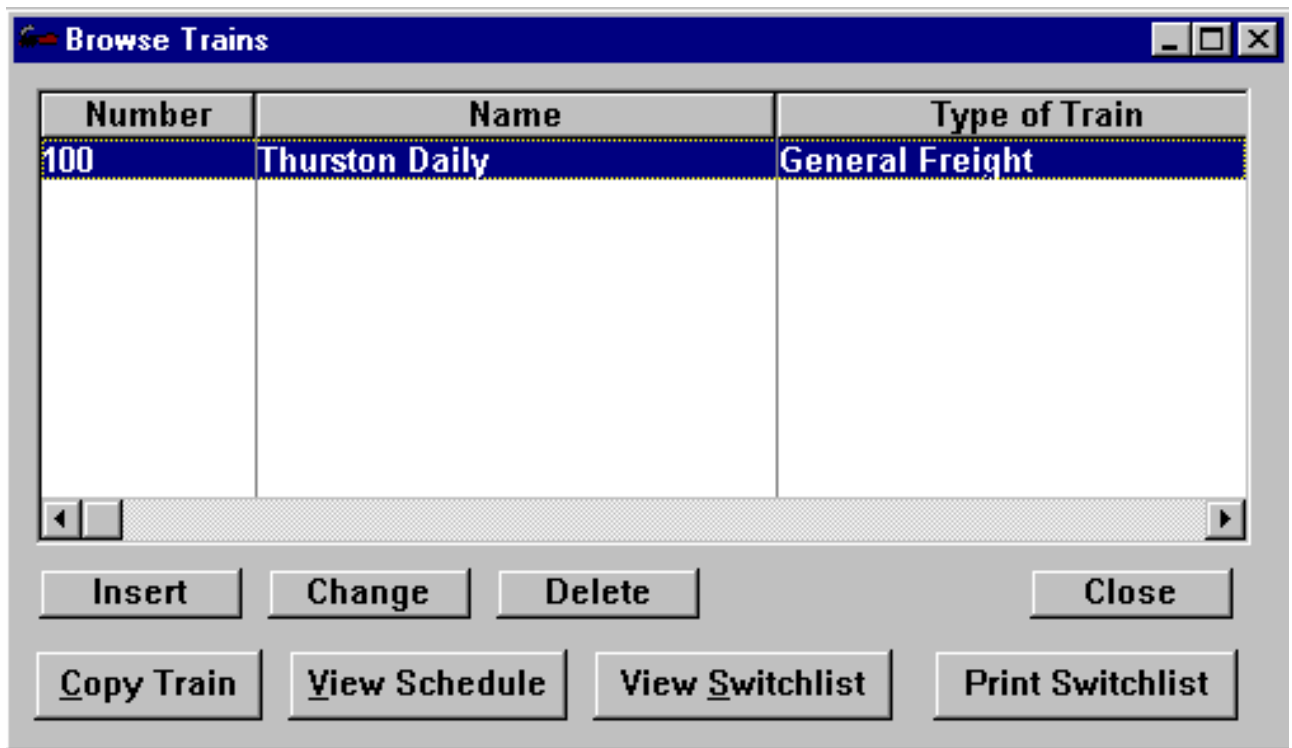 Browse Trains
Number Name Type of Train
100 Thurston Daily General Freight
Insert Change Delete Close
Copy Train View Schedule View Switchlist Print Switchlist